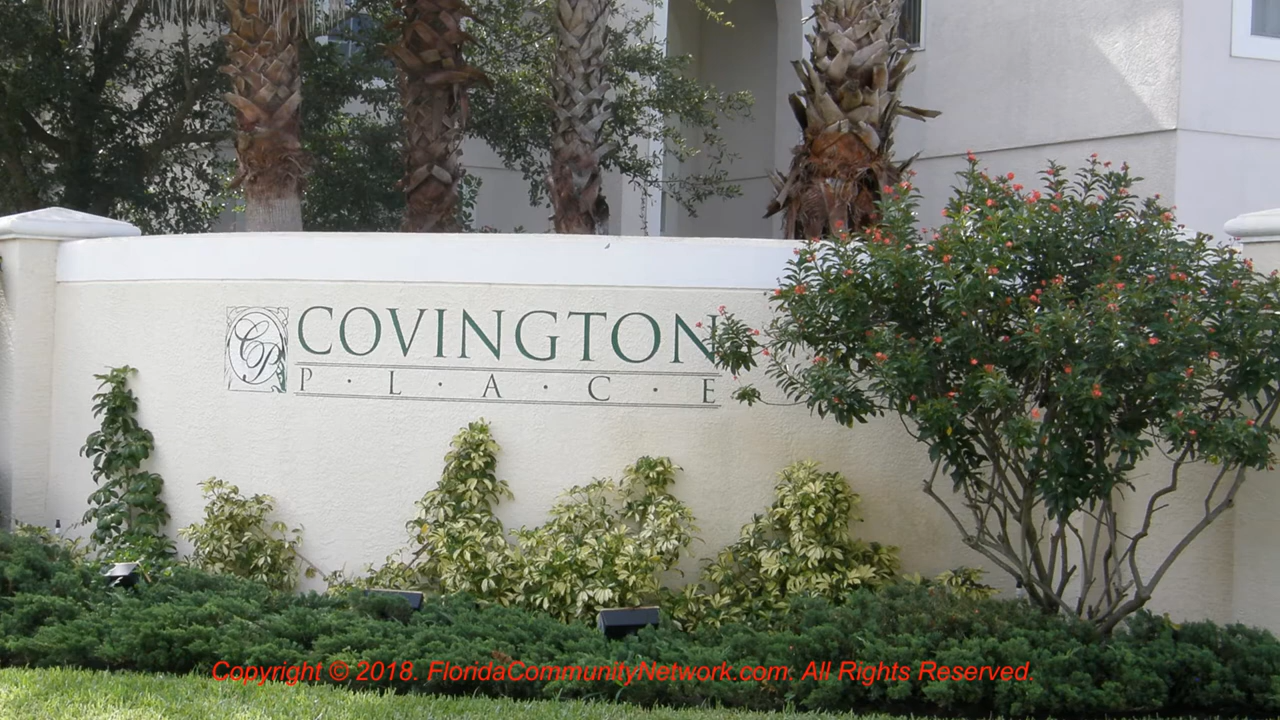 CP
COVINGTON
P · L · A · C · E
Copyright © 2018. FloridaCommunityNetwork.com. All Rights Reserved.